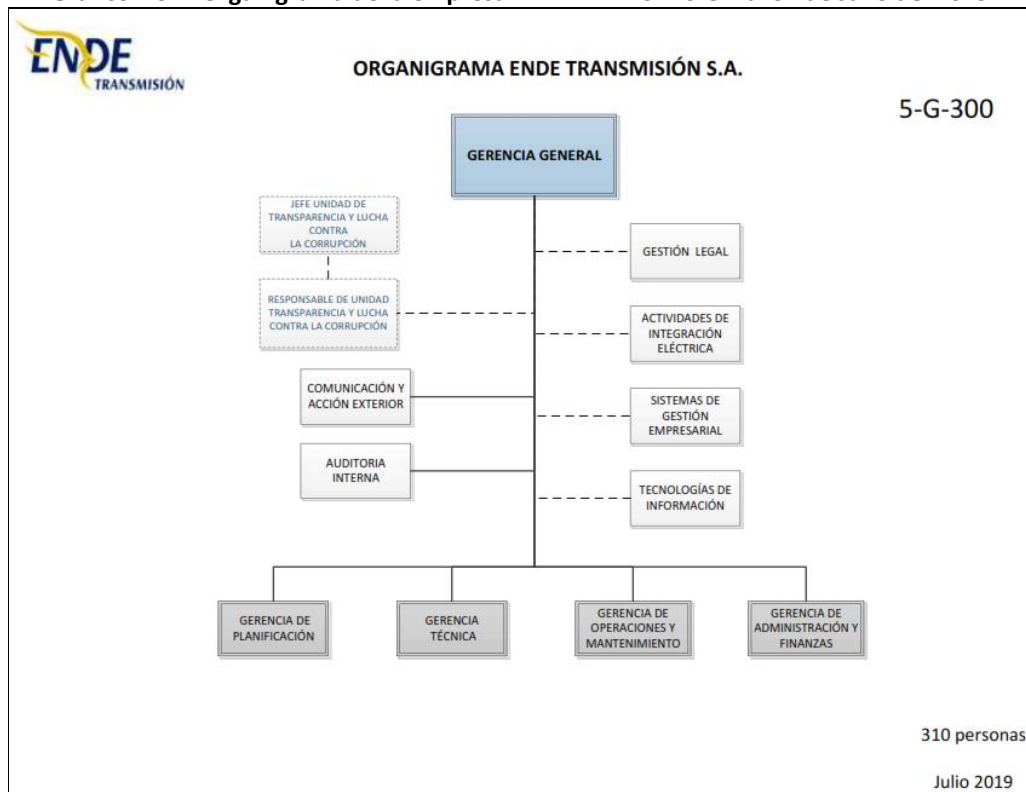 ENDE
TRANSMISIÓN
ORGANIGRAMA ENDE TRANSMISIÓN S.A.
5-G-300
GERENCIA GENERAL
JEFE UNIDAD DE
TRANSPARENCIA Y LUCHA
CONTRA
LA CORRUPCIÓN
GESTIÓN LEGAL
RESPONSABLE DE UNIDAD
TRANSPARENCIA Y LUCHA
CONTRA LA CORRUPCIÓN
ACTIVIDADES DE
INTEGRACIÓN
ELÉCTRICA
COMUNICACIÓN Y
ACCIÓN EXTERIOR
SISTEMAS DE
GESTIÓN
EMPRESARIAL
AUDITORIA
INTERNA
TECNOLOGÍAS DE
INFORMACIÓN
GERENCIA DE
PLANIFICACIÓN
GERENCIA
TÉCNICA
GERENCIA DE
OPERACIONES Y
MANTENIMIENTO
GERENCIA DE
ADMINISTRACIÓN Y
FINANZAS
310 personas
Julio 2019